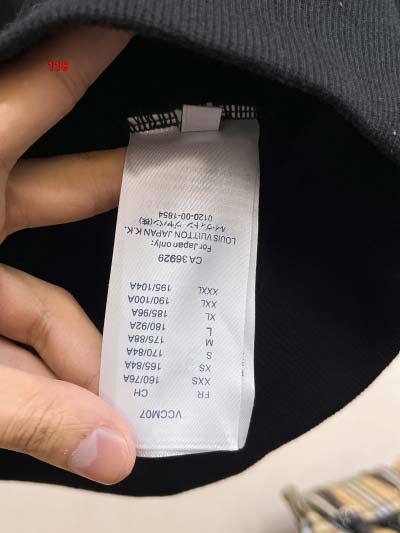 116
VCCM07
FR CH
XXS 160/76A
XS 165/84A
S 170/84A
M 175/88A
L 180/92A
XL 185/96A
XXL 190/100A
XXXL 195/104A
CA 36929
For Japan only:
LOUIS VUITTON JAPAN K.K.
ルイ・ヴィトン ジャパン(株)
0120-00-1854